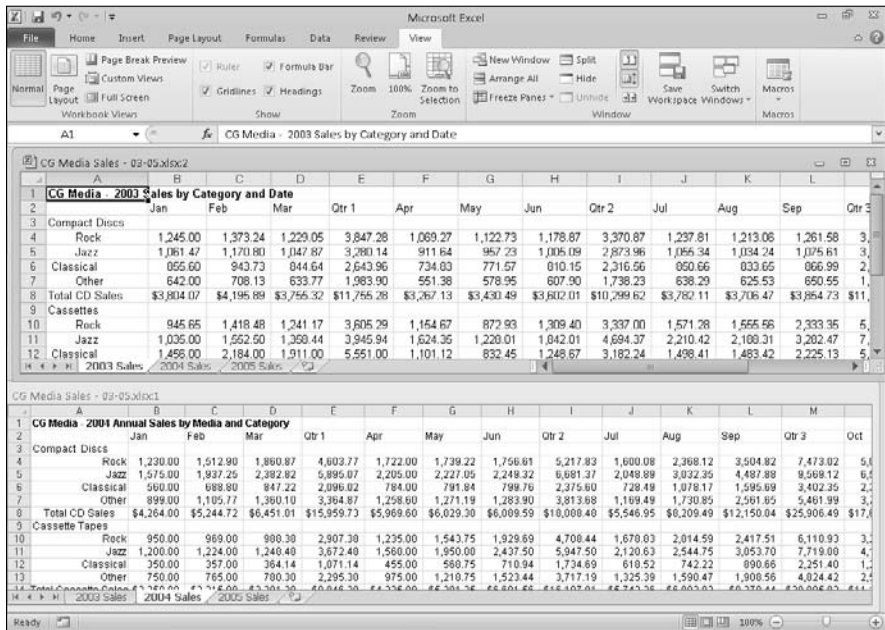 Microsoft Excel
File Home Insert Page Layout Formulas Data Review View
Normal Page Layout Page Break Preview Custom Views Full Screen
Workbook Views
Ruler Formula Bar Gridlines Headings
Show
Zoom 100% Zoom to Selection
Zoom
New Window Arrange All Freeze Panes Split Hide Unhide Save Workspace Switch Windows
Window
Macros
Macros
A1 fx CG Media - 2003 Sales by Category and Date
CG Media Sales - 03-05.xlsx:2
A B C D E F G H I J K L
1 CG Media - 2003 Sales by Category and Date
2 Jan Feb Mar Qtr 1 Apr May Jun Qtr 2 Jul Aug Sep Qtr 3
3 Compact Discs
4 Rock 1,245.00 1,373.24 1,229.05 3,847.28 1,069.27 1,122.73 1,178.87 3,370.87 1,237.81 1,213.06 1,261.58 3,
5 Jazz 1,061.47 1,170.80 1,047.87 3,280.14 911.64 957.23 1,005.09 2,873.96 1,055.34 1,034.24 1,075.61 3,
6 Classical 855.60 943.73 844.64 2,643.96 734.83 771.57 810.15 2,316.56 850.66 833.65 866.99 2,
7 Other 642.00 708.13 633.77 1,983.90 551.38 578.95 607.90 1,738.23 638.29 625.53 650.55 1,
8 Total CD Sales $3,804.07 $4,195.89 $3,755.32 $11,755.28 $3,267.13 $3,430.49 $3,602.01 $10,299.62 $3,782.11 $3,706.47 $3,854.73 $11,
9 Cassettes
10 Rock 945.65 1,418.48 1,241.17 3,605.29 1,154.67 872.93 1,309.40 3,337.00 1,571.28 1,555.56 2,333.35 5,
11 Jazz 1,035.00 1,552.50 1,358.44 3,945.94 1,624.35 1,228.01 1,842.01 4,694.37 2,210.42 2,188.31 3,282.47 7,
12 Classical 1,456.00 2,184.00 1,911.00 5,551.00 1,101.12 832.45 1,248.67 3,182.24 1,498.41 1,483.42 2,225.13 5,
2003 Sales 2004 Sales 2005 Sales
CG Media Sales - 03-05.xlsx:1
A B C D E F G H I J K L M
1 CG Media - 2004 Annual Sales by Media and Category
2 Jan Feb Mar Qtr 1 Apr May Jun Qtr 2 Jul Aug Sep Qtr 3 Oct
3 Compact Discs
4 Rock 1,230.00 1,512.90 1,860.87 4,603.77 1,722.00 1,739.22 1,756.61 5,217.83 1,600.08 2,368.12 3,504.82 7,473.02
5 Jazz 1,575.00 1,937.25 2,382.82 5,895.07 2,205.00 2,227.05 2,249.32 6,681.37 2,048.89 3,032.35 4,487.88 9,569.12
6 Classical 560.00 688.80 847.22 2,096.02 784.00 791.84 799.76 2,375.60 728.49 1,078.17 1,595.69 3,402.35
7 Other 899.00 1,105.77 1,360.10 3,364.87 1,258.60 1,271.19 1,283.90 3,813.68 1,169.49 1,730.85 2,561.65 5,461.99
8 Total CD Sales $4,264.00 $5,244.72 $6,451.01 $15,959.73 $5,969.60 $6,029.30 $6,089.59 $18,088.48 $5,546.95 $8,209.49 $12,150.04 $25,906.49
9 Cassette Tapes
10 Rock 950.00 969.00 988.38 2,907.38 1,235.00 1,543.75 1,929.69 4,708.44 1,678.83 2,014.59 2,417.51 6,110.93
11 Jazz 1,200.00 1,224.00 1,248.48 3,672.48 1,560.00 1,950.00 2,437.50 5,947.50 2,120.63 2,544.75 3,053.70 7,719.08
12 Classical 350.00 357.00 364.14 1,071.14 455.00 568.75 710.94 1,734.69 618.52 742.22 890.66 2,251.40
13 Other 750.00 765.00 780.30 2,295.30 975.00 1,218.75 1,523.44 3,717.19 1,325.39 1,590.47 1,908.56 4,824.42
2003 Sales 2004 Sales 2005 Sales
Ready 100%